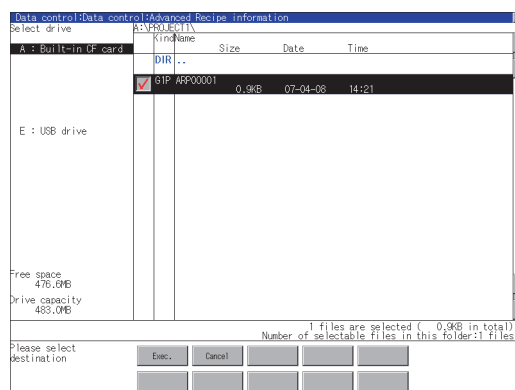 Data control:Data control:Advanced Recipe information
Select drive
A:\PROJECT1\
Kind Name
Size Date Time
A : Built-in CF card
DIR ..
G1P ARP00001
0.9KB 07-04-08 14:21
E : USB drive
Free space
476.6MB
Drive capacity
483.0MB
1 files are selected ( 0.9KB in total)
Number of selectable files in this folder:1 files
Please select
destination
Exec. Cancel